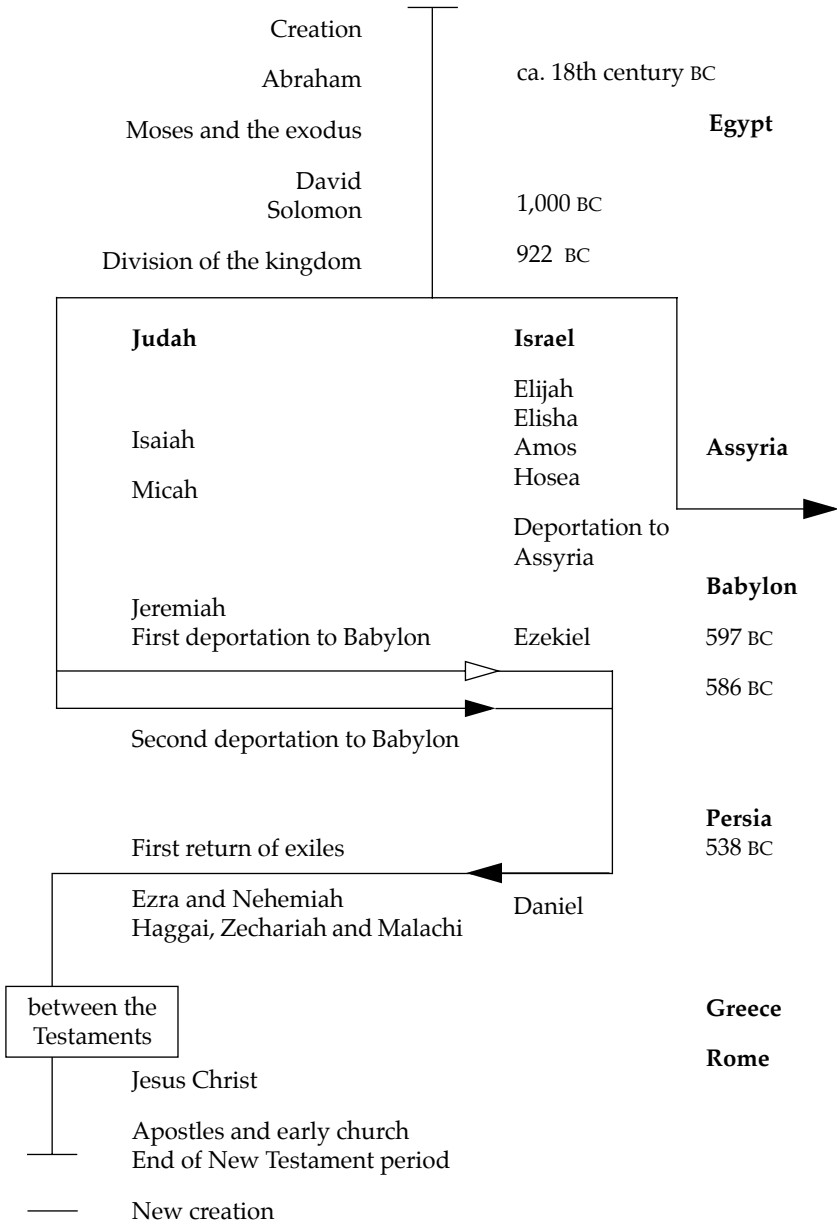 Creation
Abraham
ca. 18th century BC
Moses and the exodus
Egypt
David
Solomon
1,000 BC
Division of the kingdom
922 BC
Judah
Israel
Elijah
Elisha
Isaiah
Amos
Assyria
Micah
Hosea
Deportation to
Assyria
Babylon
Jeremiah
First deportation to Babylon
Ezekiel
597 BC
586 BC
Second deportation to Babylon
Persia
First return of exiles
538 BC
Ezra and Nehemiah
Haggai, Zechariah and Malachi
Daniel
between the
Testaments
Greece
Rome
Jesus Christ
Apostles and early church
End of New Testament period
New creation